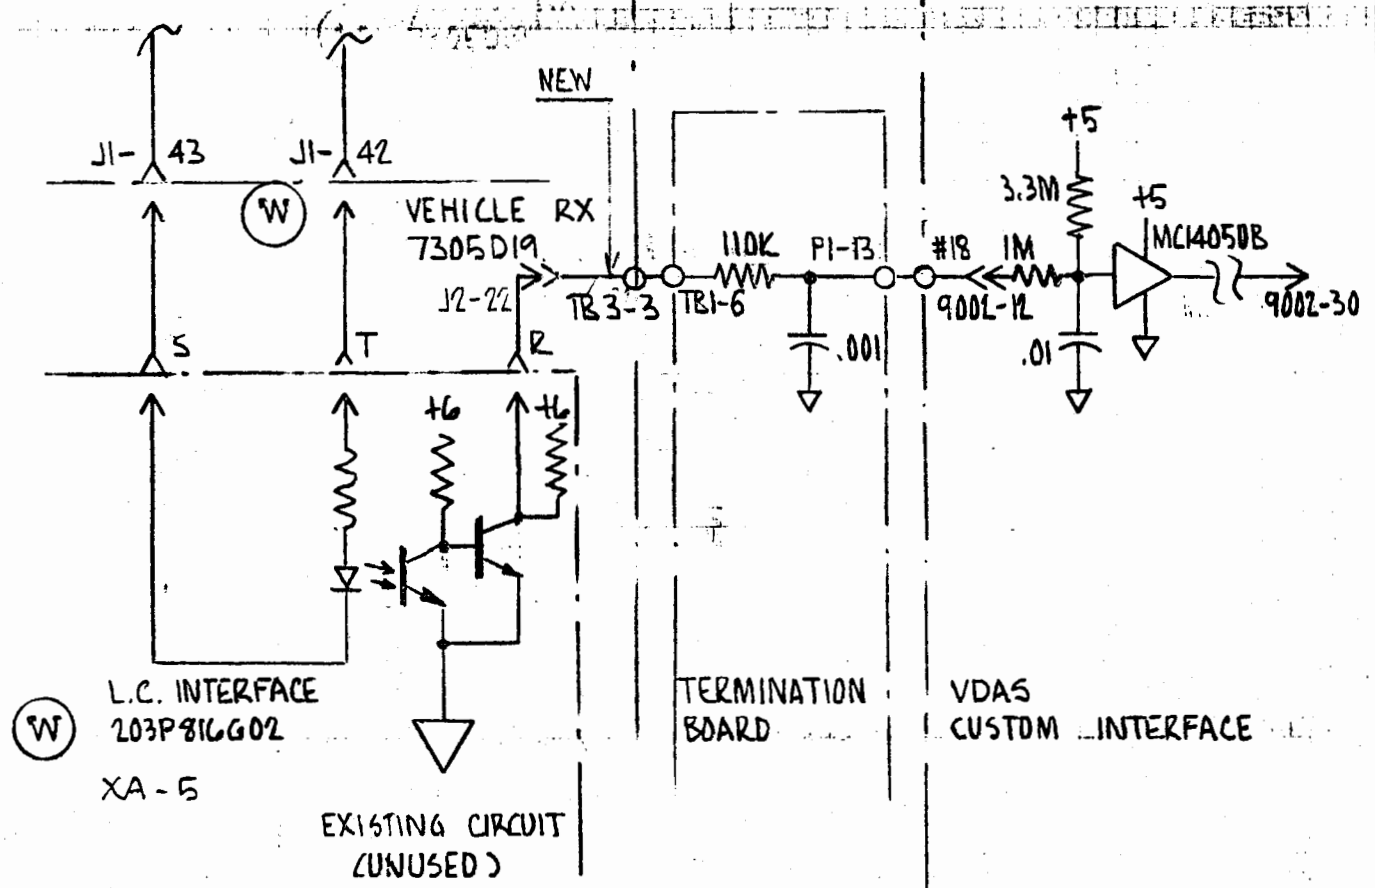 NEW
+5
J1- 43
J1- 42
W
VEHICLE RX
7305D19
J2-22
TB3-3
TB1-6
110K
P1-13
#18
1M
3.3M
+5
MC14050B
9002-12
9002-30
.001
.01
S
T
R
+6
+6
L.C. INTERFACE
203P816G02
W
XA-5
EXISTING CIRCUIT
(UNUSED)
TERMINATION
BOARD
VDAS
CUSTOM INTERFACE